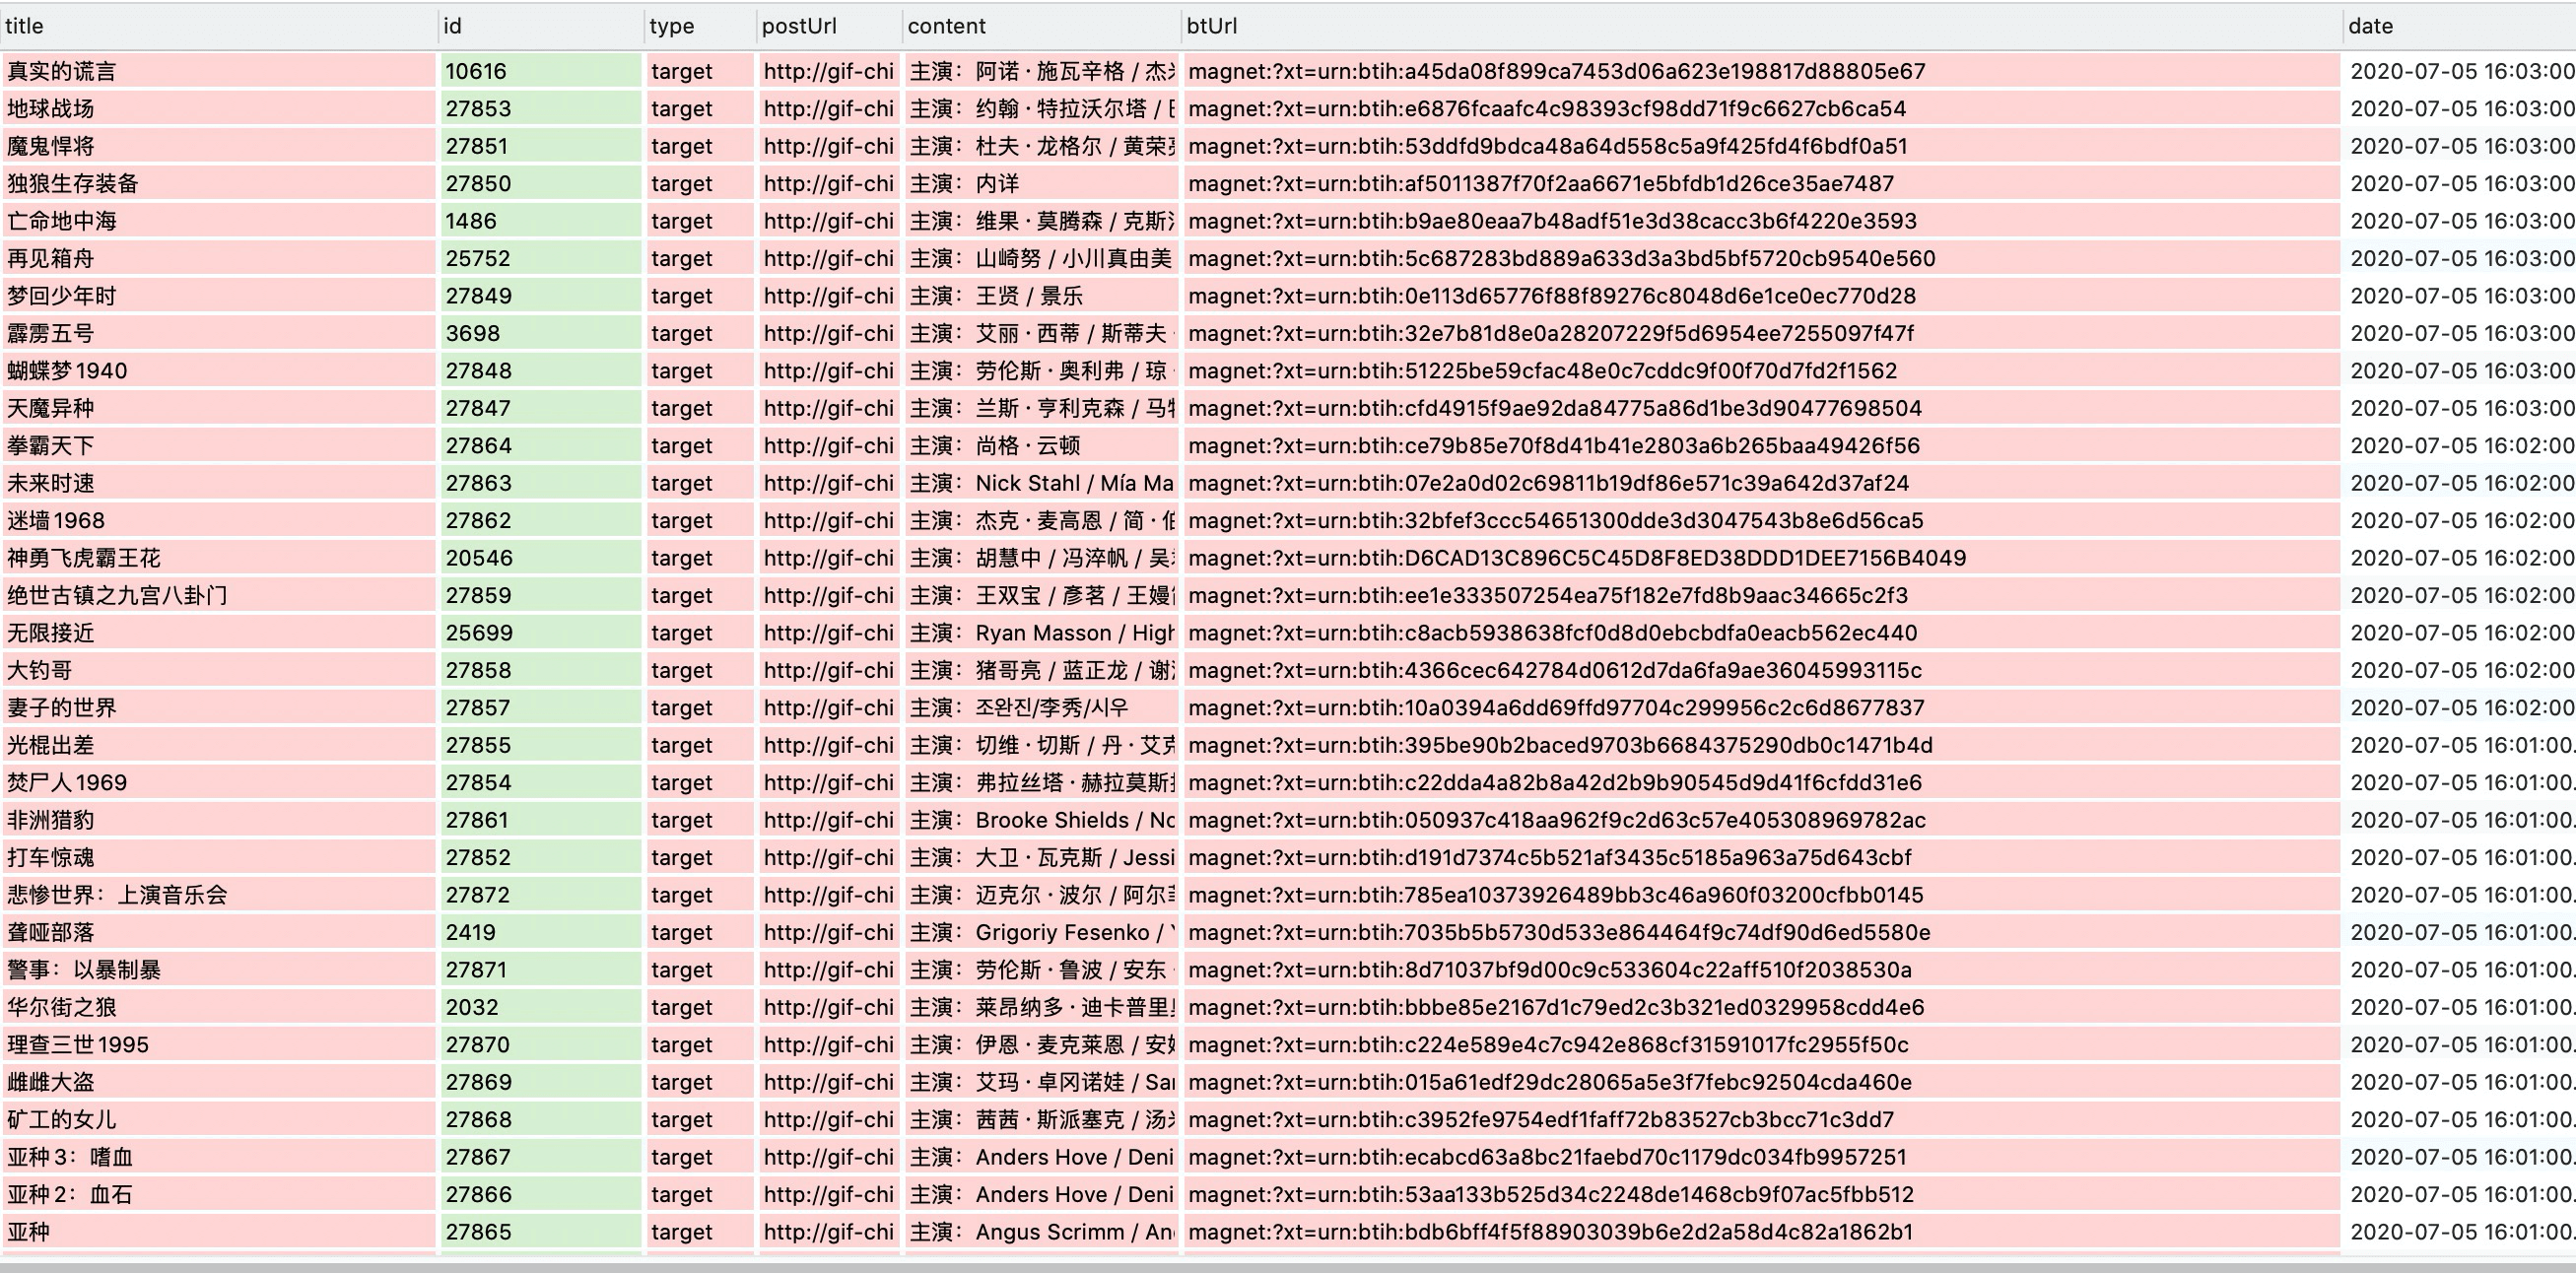 title id type postUrl content btUrl date
真实的谎言 10616 target http://gif-chi 主演：阿诺·施瓦辛格 / 杰 magnet:?xt=urn:btih:a45da08f899ca7453d06a623e198817d88805e67 2020-07-05 16:03:00
地球战场 27853 target http://gif-chi 主演：约翰·特拉沃尔塔 / magnet:?xt=urn:btih:e6876fcaafc4c98393cf98dd71f9c6627cb6ca54 2020-07-05 16:03:00
魔鬼悍将 27851 target http://gif-chi 主演：杜夫·龙格尔 / 黄荣 magnet:?xt=urn:btih:53ddfd9bdca48a64d558c5a9f425fd4f6bdf0a51 2020-07-05 16:03:00
独狼生存装备 27850 target http://gif-chi 主演：内详 magnet:?xt=urn:btih:af5011387f70f2aa6671e5bfdb1d26ce35ae7487 2020-07-05 16:03:00
亡命地中海 1486 target http://gif-chi 主演：维果·莫腾森 / 克斯 magnet:?xt=urn:btih:b9ae80eaa7b48adf51e3d38cacc3b6f4220e3593 2020-07-05 16:03:00
再见箱舟 25752 target http://gif-chi 主演：山崎努 / 小川真由美 magnet:?xt=urn:btih:5c687283bd889a633d3a3bd5bf5720cb9540e560 2020-07-05 16:03:00
梦回少年时 27849 target http://gif-chi 主演：王贤 / 景乐 magnet:?xt=urn:btih:0e113d65776f88f89276c8048d6e1ce0ec770d28 2020-07-05 16:03:00
霹雳五号 3698 target http://gif-chi 主演：艾丽·西蒂 / 斯蒂夫· magnet:?xt=urn:btih:32e7b81d8e0a28207229f5d6954ee7255097f47f 2020-07-05 16:03:00
蝴蝶梦1940 27848 target http://gif-chi 主演：劳伦斯·奥利弗 / 琼· magnet:?xt=urn:btih:51225be59cfac48e0c7cddc9f00f70d7fd2f1562 2020-07-05 16:03:00
天魔异种 27847 target http://gif-chi 主演：兰斯·亨利克森 / 马 magnet:?xt=urn:btih:cfd4915f9ae92da84775a86d1be3d90477698504 2020-07-05 16:03:00
拳霸天下 27864 target http://gif-chi 主演：尚格·云顿 magnet:?xt=urn:btih:ce79b85e70f8d41b41e2803a6b265baa49426f56 2020-07-05 16:02:00
未来时速 27863 target http://gif-chi 主演：Nick Stahl / Mía Ma magnet:?xt=urn:btih:07e2a0d02c69811b19df86e571c39a642d37af24 2020-07-05 16:02:00
迷墙1968 27862 target http://gif-chi 主演：杰克·麦高恩 / 简· magnet:?xt=urn:btih:32bfef3ccc54651300dde3d3047543b8e6d56ca5 2020-07-05 16:02:00
神勇飞虎霸王花 20546 target http://gif-chi 主演：胡慧中 / 冯淬帆 / 吴 magnet:?xt=urn:btih:D6CAD13C896C5C45D8F8ED38DDD1DEE7156B4049 2020-07-05 16:02:00
绝世古镇之九宫八卦门 27859 target http://gif-chi 主演：王双宝 / 彦茗 / 王嫚 magnet:?xt=urn:btih:ee1e333507254ea75f182e7fd8b9aac34665c2f3 2020-07-05 16:02:00
无限接近 25699 target http://gif-chi 主演：Ryan Masson / High magnet:?xt=urn:btih:c8acb5938638fcf0d8d0ebcbdfa0eacb562ec440 2020-07-05 16:02:00
大钓哥 27858 target http://gif-chi 主演：猪哥亮 / 蓝正龙 / 谢 magnet:?xt=urn:btih:4366cec642784d0612d7da6fa9ae36045993115c 2020-07-05 16:02:00
妻子的世界 27857 target http://gif-chi 主演：조완진/李秀/시우 magnet:?xt=urn:btih:10a0394a6dd69ffd97704c299956c2c6d8677837 2020-07-05 16:02:00
光棍出差 27855 target http://gif-chi 主演：切维·切斯 / 丹·艾克 magnet:?xt=urn:btih:395be90b2baced9703b6684375290db0c1471b4d 2020-07-05 16:01:00.
焚尸人1969 27854 target http://gif-chi 主演：弗拉丝塔·赫拉莫斯 magnet:?xt=urn:btih:c22dda4a82b8a42d2b9b90545d9d41f6cfdd31e6 2020-07-05 16:01:00.
非洲猎豹 27861 target http://gif-chi 主演：Brooke Shields / No magnet:?xt=urn:btih:050937c418aa962f9c2d63c57e405308969782ac 2020-07-05 16:01:00.
打车惊魂 27852 target http://gif-chi 主演：大卫·瓦克斯 / Jessi magnet:?xt=urn:btih:d191d7374c5b521af3435c5185a963a75d643cbf 2020-07-05 16:01:00.
悲惨世界：上演音乐会 27872 target http://gif-chi 主演：迈克尔·波尔 / 阿尔 magnet:?xt=urn:btih:785ea10373926489bb3c46a960f03200cfbb0145 2020-07-05 16:01:00.
聋哑部落 2419 target http://gif-chi 主演：Grigoriy Fesenko / magnet:?xt=urn:btih:7035b5b5730d533e864464f9c74df90d6ed5580e 2020-07-05 16:01:00.
警事：以暴制暴 27871 target http://gif-chi 主演：劳伦斯·鲁波 / 安东· magnet:?xt=urn:btih:8d71037bf9d00c9c533604c22aff510f2038530a 2020-07-05 16:01:00.
华尔街之狼 2032 target http://gif-chi 主演：莱昂纳多·迪卡普里 magnet:?xt=urn:btih:bbbe85e2167d1c79ed2c3b321ed0329958cdd4e6 2020-07-05 16:01:00.
理查三世1995 27870 target http://gif-chi 主演：伊恩·麦克莱恩 / 安 magnet:?xt=urn:btih:c224e589e4c7c942e868cf31591017fc2955f50c 2020-07-05 16:01:00.
雌雌大盗 27869 target http://gif-chi 主演：艾玛·卓冈诺娃 / Sar magnet:?xt=urn:btih:015a61edf29dc28065a5e3f7febc92504cda460e 2020-07-05 16:01:00.
矿工的女儿 27868 target http://gif-chi 主演：茜茜·斯派塞克 / 汤 magnet:?xt=urn:btih:c3952fe9754edf1faff72b83527cb3bcc71c3dd7 2020-07-05 16:01:00.
亚种3：嗜血 27867 target http://gif-chi 主演：Anders Hove / Deni magnet:?xt=urn:btih:ecabcd63a8bc21faebd70c1179dc034fb9957251 2020-07-05 16:01:00.
亚种2：血石 27866 target http://gif-chi 主演：Anders Hove / Deni magnet:?xt=urn:btih:53aa133b525d34c2248de1468cb9f07ac5fbb512 2020-07-05 16:01:00.
亚种 27865 target http://gif-chi 主演：Angus Scrimm / An magnet:?xt=urn:btih:bdb6bff4f5f88903039b6e2d2a58d4c82a1862b1 2020-07-05 16:01:00.